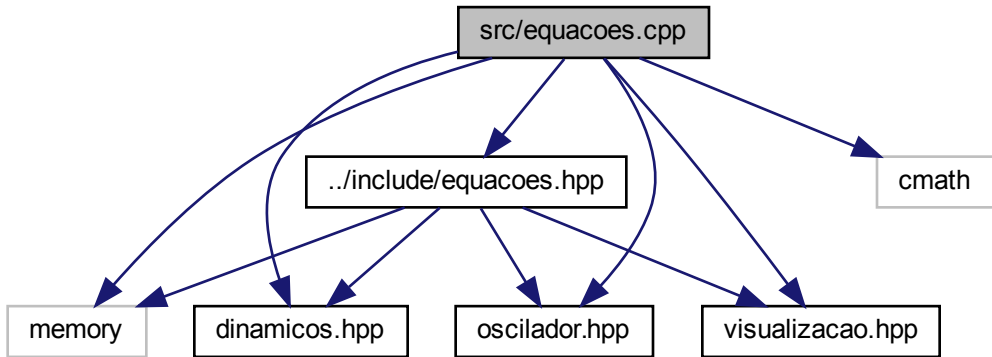 src/equacoes.cpp
../include/equacoes.hpp
cmath
memory
dinamicos.hpp
oscilador.hpp
visualizacao.hpp